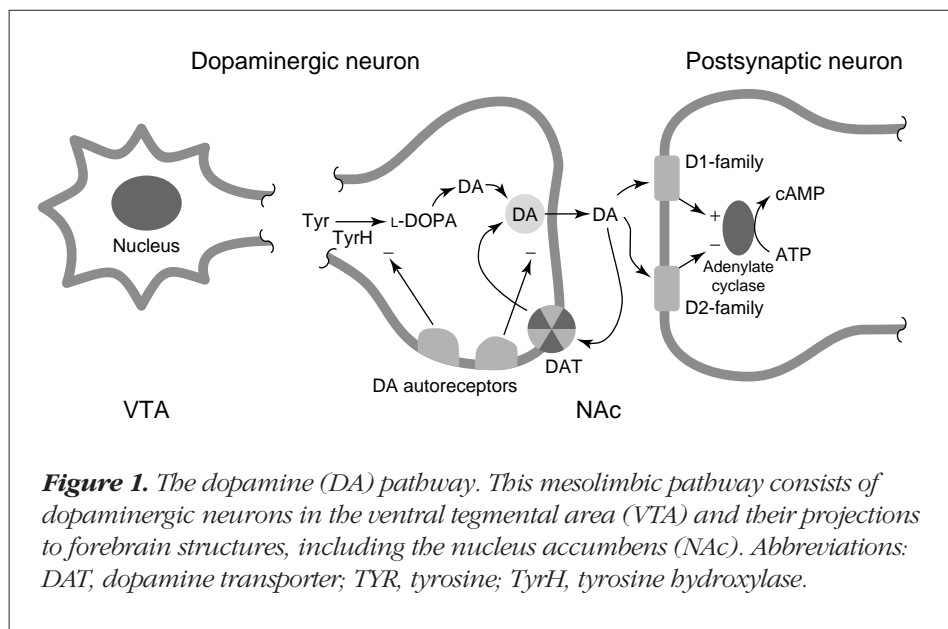 Dopaminergic neuron
Postsynaptic neuron
Nucleus
Tyr
TyrH
L-DOPA
DA
DA
DA
D1-family
D2-family
+
–
Adenylate
cyclase
cAMP
ATP
–
–
DAT
DA autoreceptors
VTA
NAc
Figure 1. The dopamine (DA) pathway. This mesolimbic pathway consists of
dopaminergic neurons in the ventral tegmental area (VTA) and their projections
to forebrain structures, including the nucleus accumbens (NAc). Abbreviations:
DAT, dopamine transporter; TYR, tyrosine; TyrH, tyrosine hydroxylase.